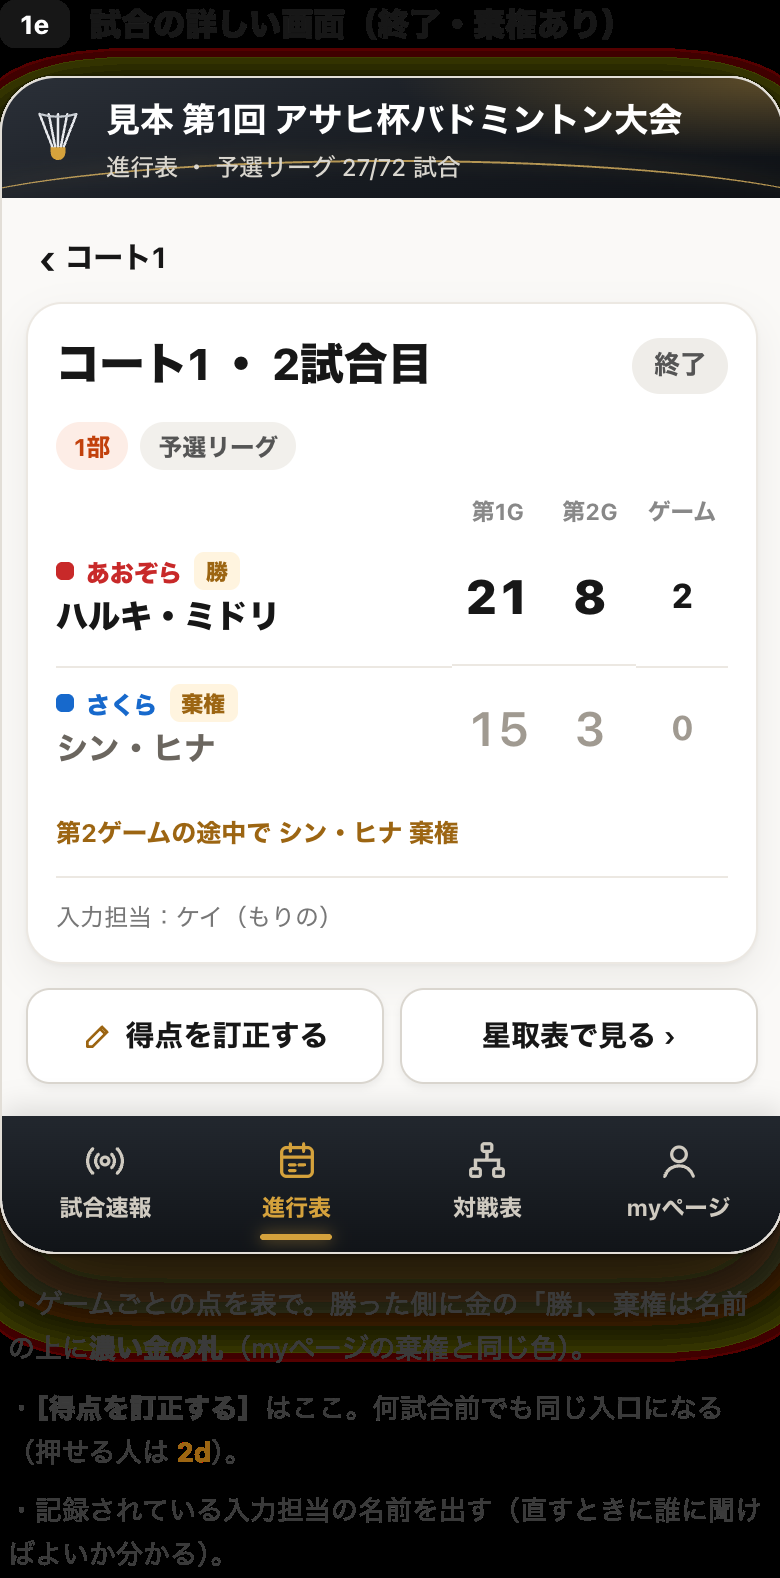 1e 試合の詳しい画面（終了・棄権あり）
見本 第1回 アサヒ杯バドミントン大会
進行表 ・ 予選リーグ 27/72 試合
‹ コート1
コート1 ・ 2試合目 終了
1部 予選リーグ
第1G 第2G ゲーム
あおぞら 勝
ハルキ・ミドリ 21 8 2
さくら 棄権
シン・ヒナ 15 3 0
第2ゲームの途中で シン・ヒナ 棄権
入力担当：ケイ（もりの）
得点を訂正する 星取表で見る ›
試合速報 進行表 対戦表 myページ
・ゲームごとの点を表で。勝った側に金の「勝」、棄権は名前
の上に濃い金の札（myページの棄権と同じ色）。
・［得点を訂正する］はここ。何試合前でも同じ入口になる
（押せる人は 2d）。
・記録されている入力担当の名前を出す（直すときに誰に聞け
ばよいか分かる）。